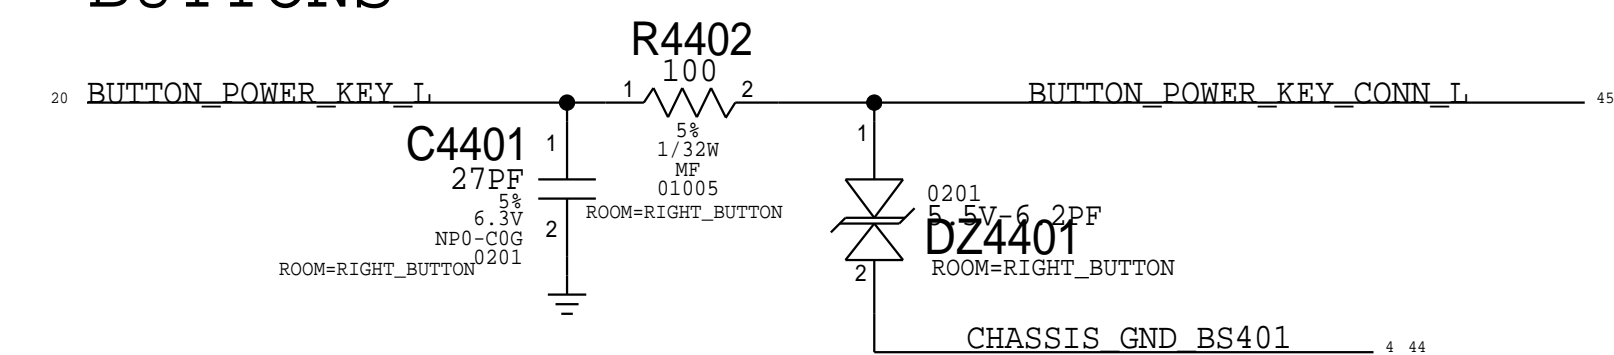 BUTTONS
R4402
100
20 BUTTON_POWER_KEY_L 1 2 BUTTON_POWER_KEY_CONN_L 45
5%
1/32W
MF
01005
ROOM=RIGHT_BUTTON
C4401 1
27PF
5%
6.3V
NP0-C0G 2
0201
ROOM=RIGHT_BUTTON
1
0201
5.5V-6.2PF
DZ4401
ROOM=RIGHT_BUTTON
2
CHASSIS_GND_BS401 4 44